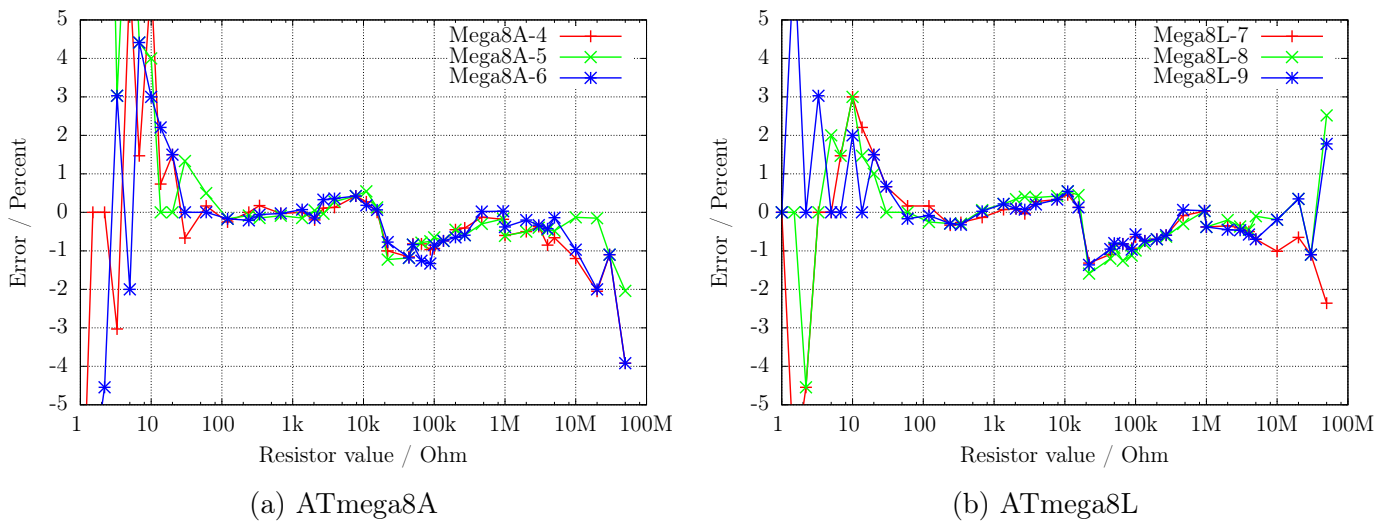 5
4
3
2
1
0
-1
-2
-3
-4
-5
Error / Percent
Mega8A-4
Mega8A-5
Mega8A-6
1 10 100 1k 10k 100k 1M 10M 100M
Resistor value / Ohm
(a) ATmega8A
5
4
3
2
1
0
-1
-2
-3
-4
-5
Error / Percent
Mega8L-7
Mega8L-8
Mega8L-9
1 10 100 1k 10k 100k 1M 10M 100M
Resistor value / Ohm
(b) ATmega8L